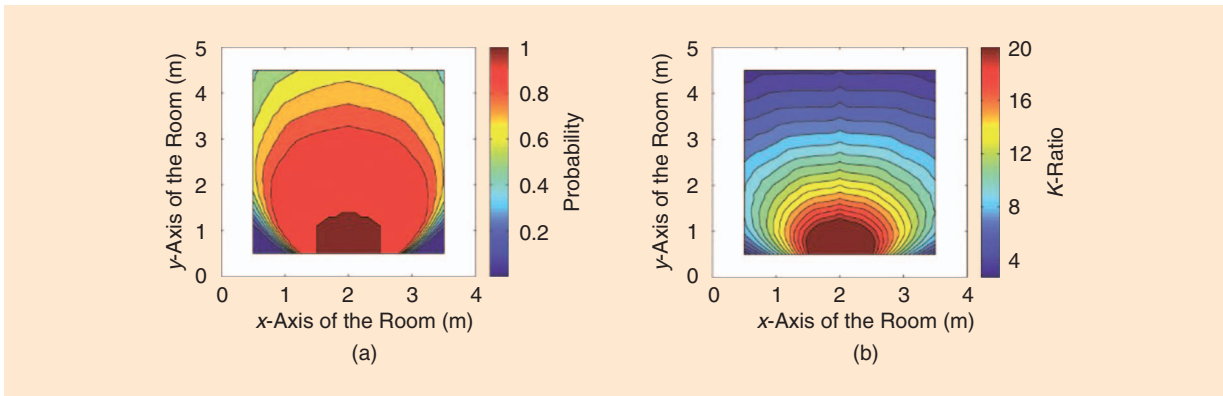 5
4
3
2
1
0
0 1 2 3 4
y-Axis of the Room (m)
x-Axis of the Room (m)
(a)
1
0.8
0.6
0.4
0.2
Probability
5
4
3
2
1
0
0 1 2 3 4
y-Axis of the Room (m)
x-Axis of the Room (m)
(b)
20
16
12
8
4
K-Ratio